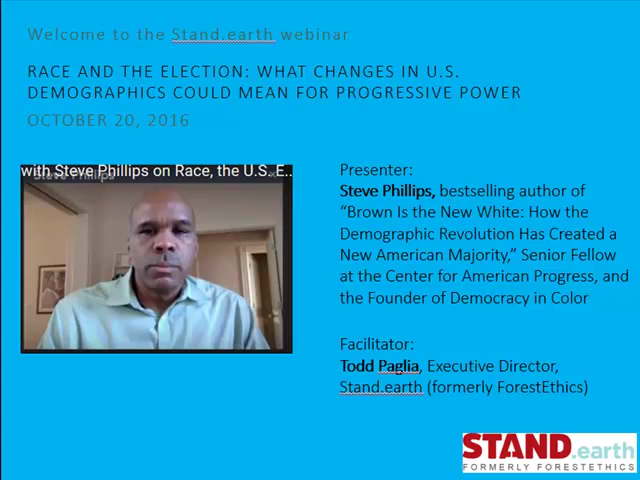 Welcome to the Stand.earth webinar
RACE AND THE ELECTION: WHAT CHANGES IN U.S.
DEMOGRAPHICS COULD MEAN FOR PROGRESSIVE POWER
OCTOBER 20, 2016
with Steve Phillips on Race, the U.S. E...
Steve Phillips
Presenter:
Steve Phillips, bestselling author of
“Brown Is the New White: How the
Demographic Revolution Has Created a
New American Majority,” Senior Fellow
at the Center for American Progress, and
the Founder of Democracy in Color
Facilitator:
Todd Paglia, Executive Director,
Stand.earth (formerly ForestEthics)
STAND.earth
FORMERLY FORESTETHICS